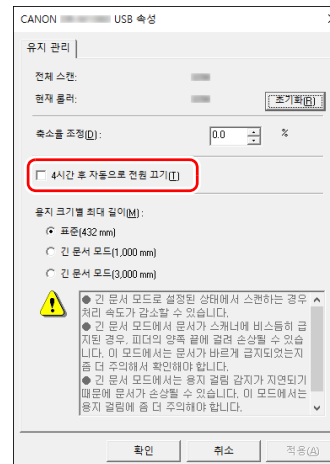 CANON USB 속성
유지 관리
전체 스캔:
현재 롤러:
초기화(R)
축소율 조정(D):
0.0
%
4시간 후 자동으로 전원 끄기(T)
용지 크기별 최대 길이(M):
표준(432 mm)
긴 문서 모드(1,000 mm)
긴 문서 모드(3,000 mm)
● 긴 문서 모드로 설정된 상태에서 스캔하는 경우
처리 속도가 감소할 수 있습니다.
● 긴 문서 모드에서 문서가 스캐너에 비스듬히 급
지된 경우, 피더의 양쪽 끝에 걸려 손상될 수 있습
니다. 이 모드에서는 문서가 바르게 급지되었는지
좀 더 주의해서 확인해야 합니다.
● 긴 문서 모드에서는 용지 걸림 감지가 지연되기
때문에 문서가 손상될 수 있습니다. 이 모드에서는
용지 걸림에 좀 더 주의해야 합니다.
확인
취소
적용(A)